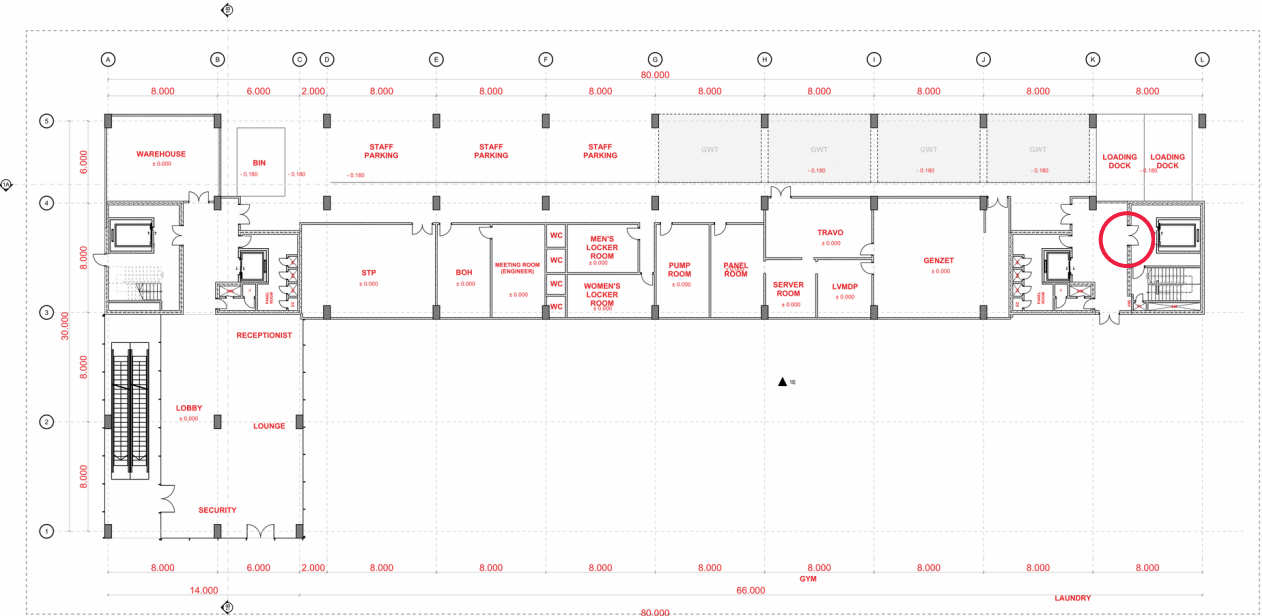 B
A B C D E F G H I J K L
80.000
8.000 6.000 2.000 8.000 8.000 8.000 8.000 8.000 8.000 8.000 8.000
5
WAREHOUSE
± 0.000
BIN
- 0.180 - 0.180
STAFF
PARKING
- 0.180
STAFF
PARKING
STAFF
PARKING
GWT
GWT
- 0.180
GWT
- 0.180
GWT
- 0.180
LOADING
DOCK
LOADING
DOCK
- 0.180
6.000
1A
4
8.000
STP
± 0.000
BOH
± 0.000
MEETING ROOM
(ENGINEER)
± 0.000
WC
WC
WC
WC
MEN'S
LOCKER
ROOM
± 0.000
WOMEN'S
LOCKER
ROOM
± 0.000
PUMP
ROOM
± 0.000
PANEL
ROOM
TRAVO
± 0.000
SERVER
ROOM
± 0.000
LVMDP
± 0.000
GENZET
± 0.000
PANEL
ROOM
PANEL
ROOM
3
30.000
RECEPTIONIST
8.000
LOBBY
± 0.000
1E
2
LOUNGE
8.000
SECURITY
1
8.000 6.000 2.000 8.000 8.000 8.000 8.000 8.000 8.000 8.000 8.000
GYM
14.000 66.000
LAUNDRY
B
80.000